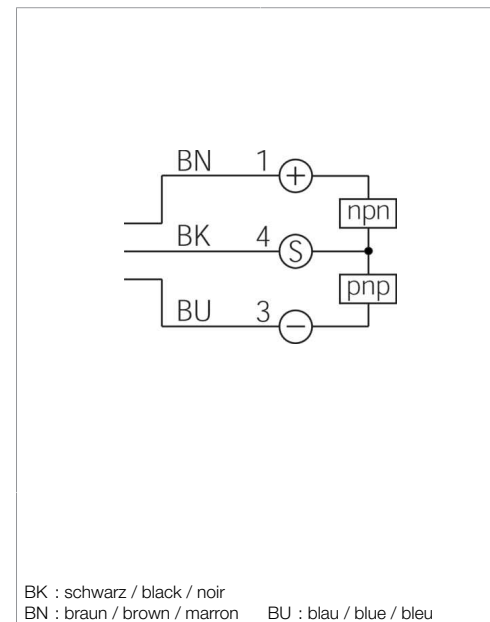 BN 1 +
npn
BK 4 S
pnp
BU 3 −
BK : schwarz / black / noir
BN : braun / brown / marron BU : blau / blue / bleu